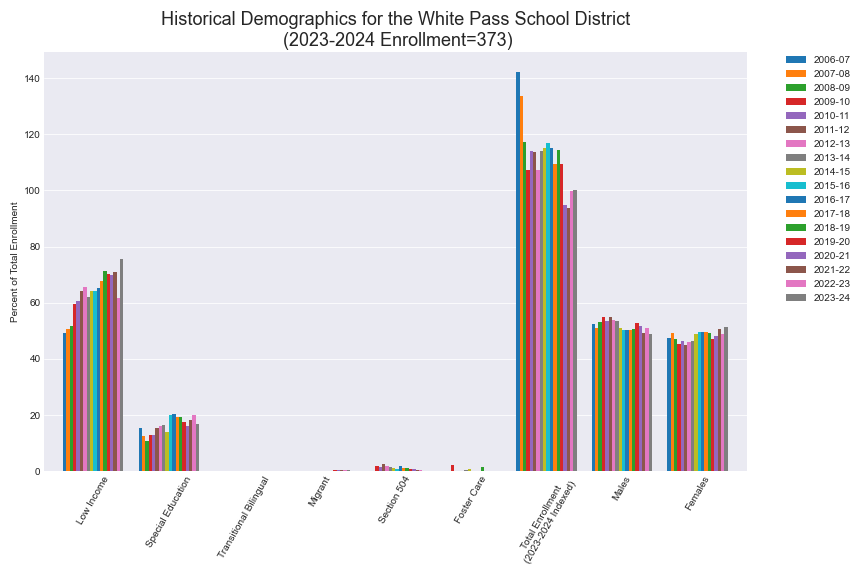 Historical Demographics for the White Pass School District
(2023-2024 Enrollment=373)
Percent of Total Enrollment
140
120
100
80
60
40
20
0
Low Income
Special Education
Transitional Bilingual
Migrant
Section 504
Foster Care
Total Enrollment
(2023-2024 Indexed)
Males
Females
2006-07
2007-08
2008-09
2009-10
2010-11
2011-12
2012-13
2013-14
2014-15
2015-16
2016-17
2017-18
2018-19
2019-20
2020-21
2021-22
2022-23
2023-24